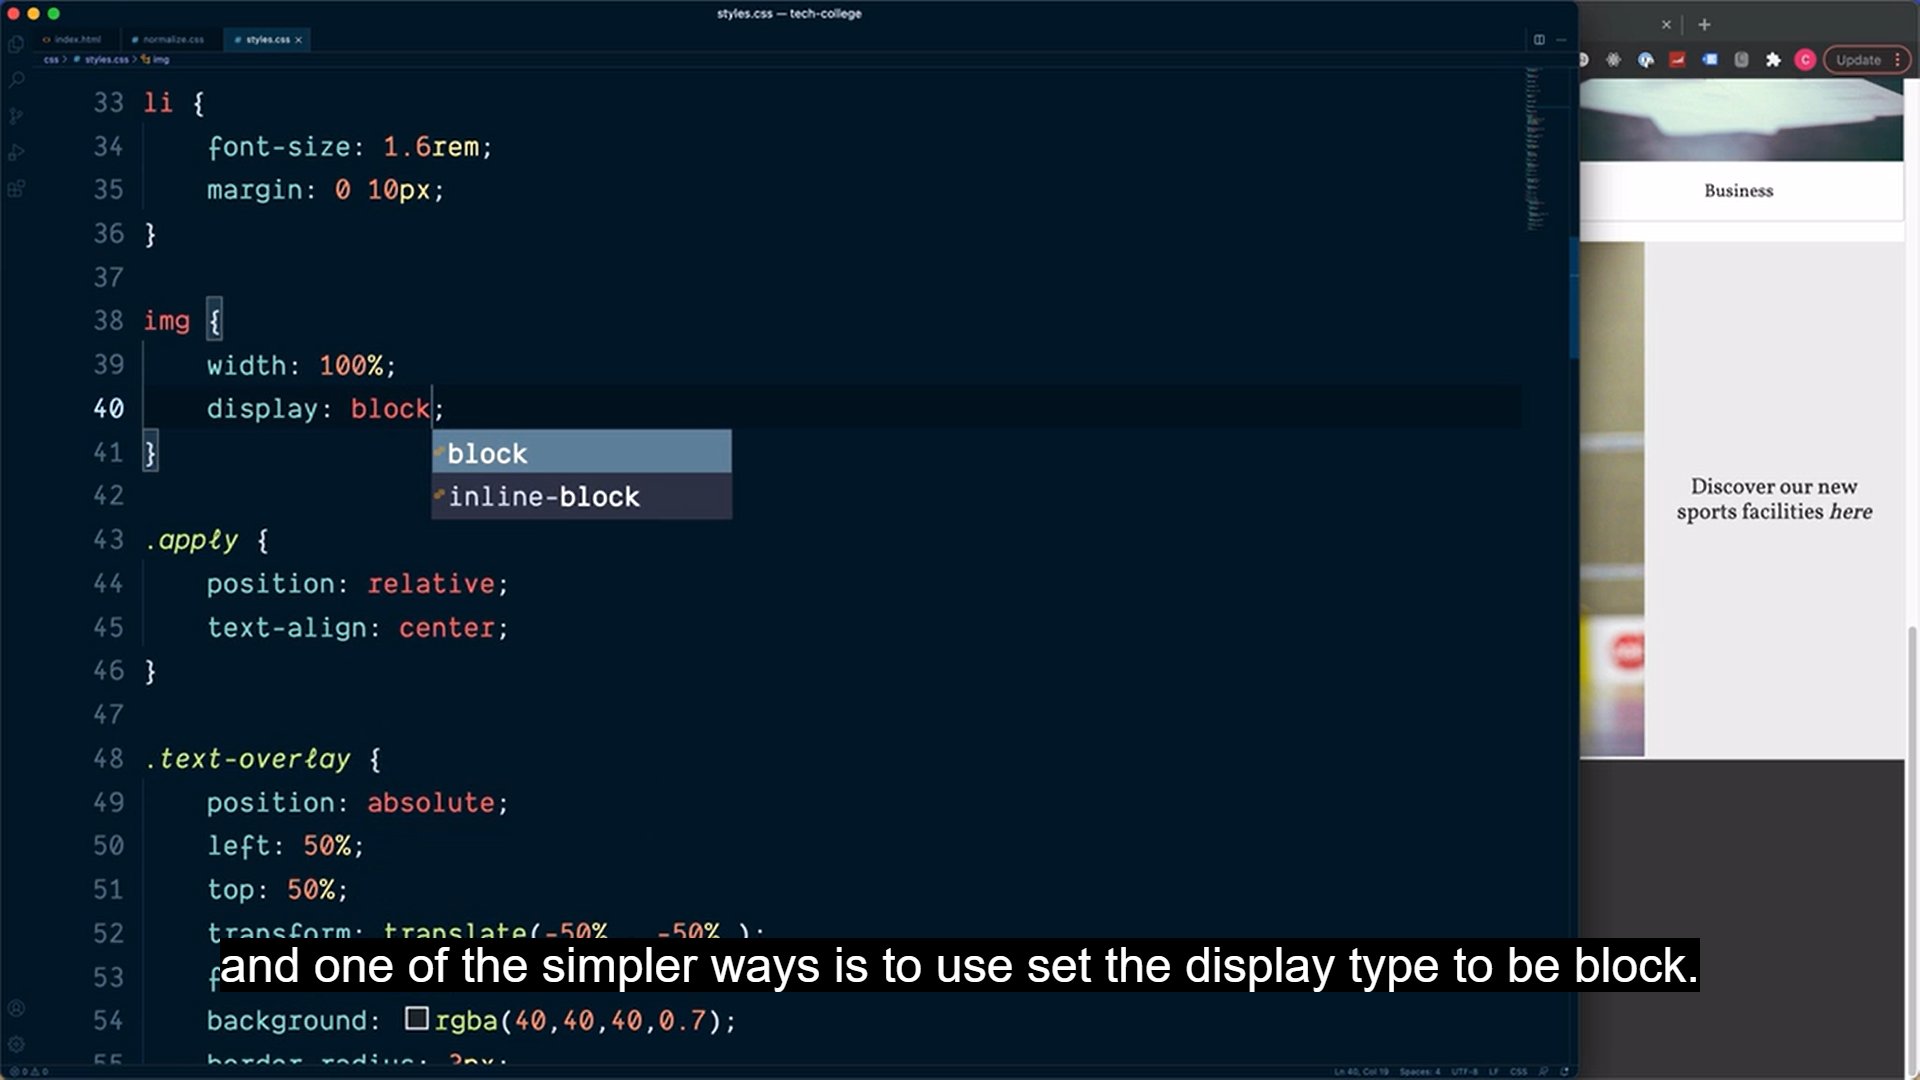 styles.css — tech-college
index.html
normalize.css
styles.css
css > styles.css > img
Update
C
33 li {
34 font-size: 1.6rem;
35 margin: 0 10px;
36 }
37
38 img {
39 width: 100%;
40 display: block;
block
inline-block
41 }
42
43 .apply {
44 position: relative;
45 text-align: center;
46 }
47
48 .text-overlay {
49 position: absolute;
50 left: 50%;
51 top: 50%;
52 transform: translate(-50% , -50% );
53 f
54 background: rgba(40,40,40,0.7);
55 border-radius: 3px;
Business
Discover our new
sports facilities here
and one of the simpler ways is to use set the display type to be block.
Ln 40, Col 19 Spaces: 4 UTF-8 LF CSS